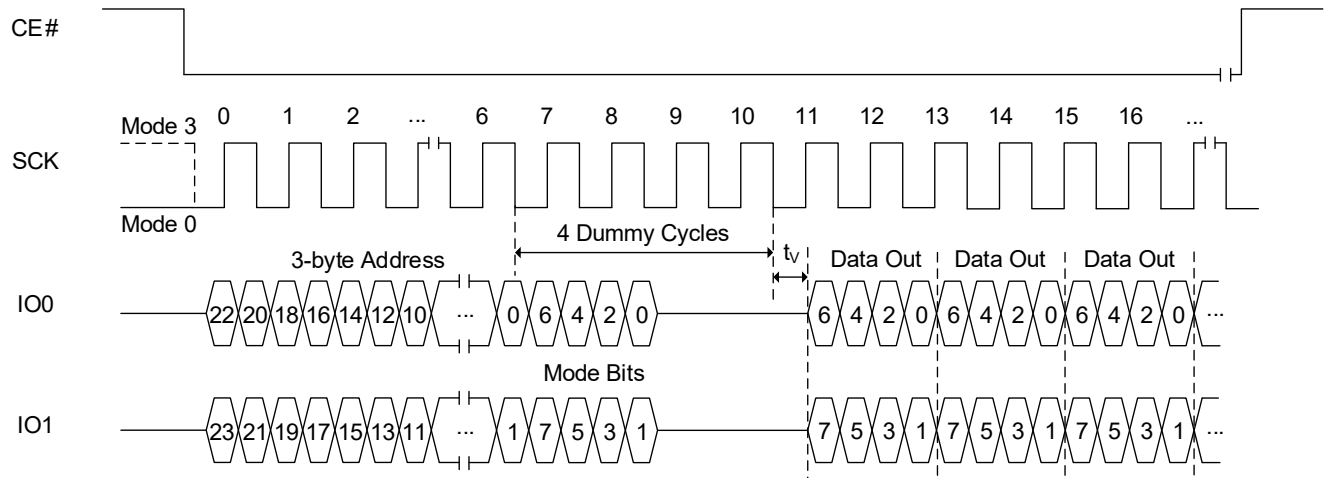 CE#
0 1 2 ... 6 7 8 9 10 11 12 13 14 15 16 ...
Mode 3
SCK
Mode 0
4 Dummy Cycles
3-byte Address tV Data Out Data Out Data Out
IO0 22 20 18 16 14 12 10 ... 0 6 4 2 0 6 4 2 0 6 4 2 0 6 4 2 0 ...
Mode Bits
IO1 23 21 19 17 15 13 11 ... 1 7 5 3 1 7 5 3 1 7 5 3 1 7 5 3 1 ...